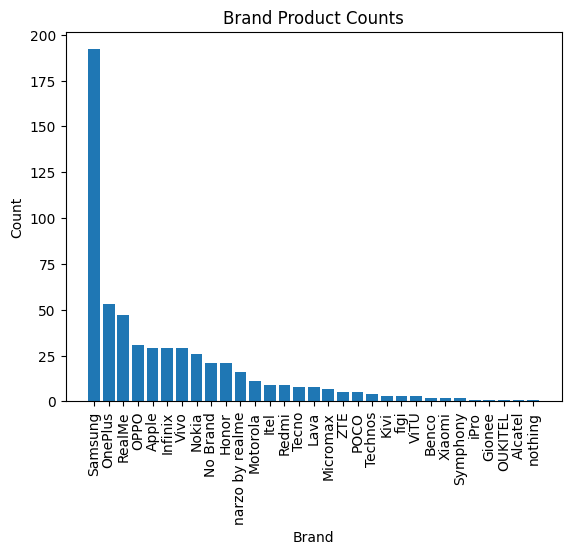 Brand Product Counts
200
175
150
125
100
75
50
25
0
Count
Samsung
OnePlus
RealMe
OPPO
Apple
Infinix
Vivo
Nokia
No Brand
Honor
narzo by realme
Motorola
Itel
Redmi
Tecno
Lava
Micromax
ZTE
POCO
Technos
Kivi
figi
ViTU
Benco
Xiaomi
Symphony
iPro
Gionee
OUKITEL
Alcatel
nothing
Brand